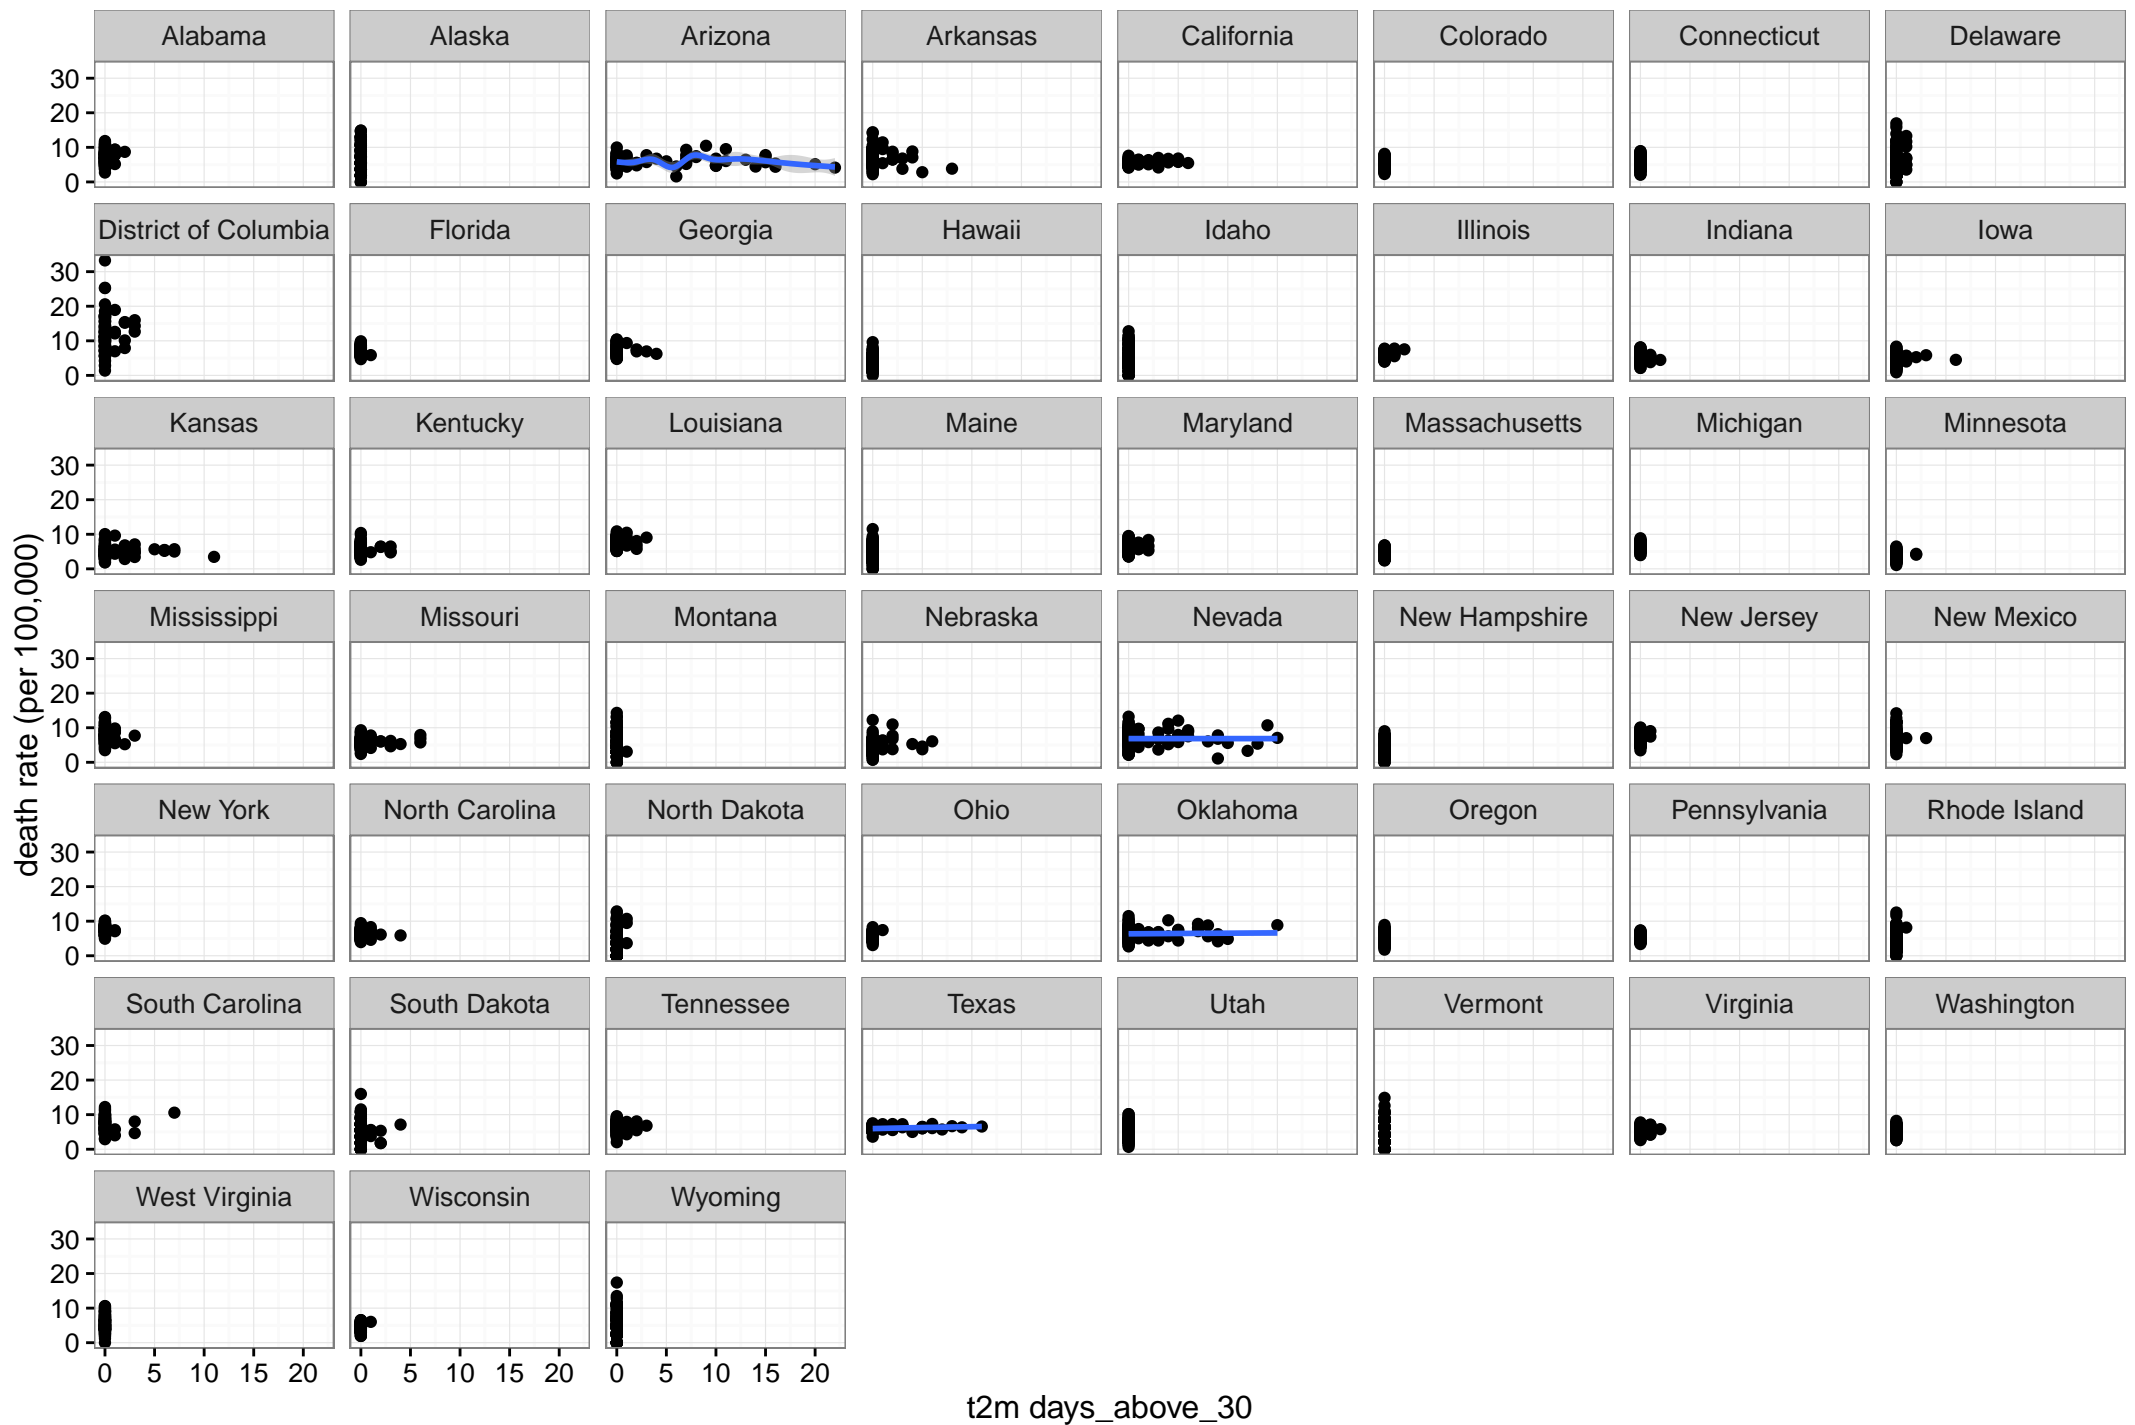 Alabama Alaska Arizona Arkansas California Colorado Connecticut Delaware
30
20
10
0
District of Columbia Florida Georgia Hawaii Idaho Illinois Indiana Iowa
30
20
10
0
Kansas Kentucky Louisiana Maine Maryland Massachusetts Michigan Minnesota
30
20
10
0
Mississippi Missouri Montana Nebraska Nevada New Hampshire New Jersey New Mexico
30
20
10
0
New York North Carolina North Dakota Ohio Oklahoma Oregon Pennsylvania Rhode Island
30
20
10
0
South Carolina South Dakota Tennessee Texas Utah Vermont Virginia Washington
30
20
10
0
West Virginia Wisconsin Wyoming
30
20
10
0
0 5 10 15 20 0 5 10 15 20 0 5 10 15 20
t2m days_above_30
death rate (per 100,000)